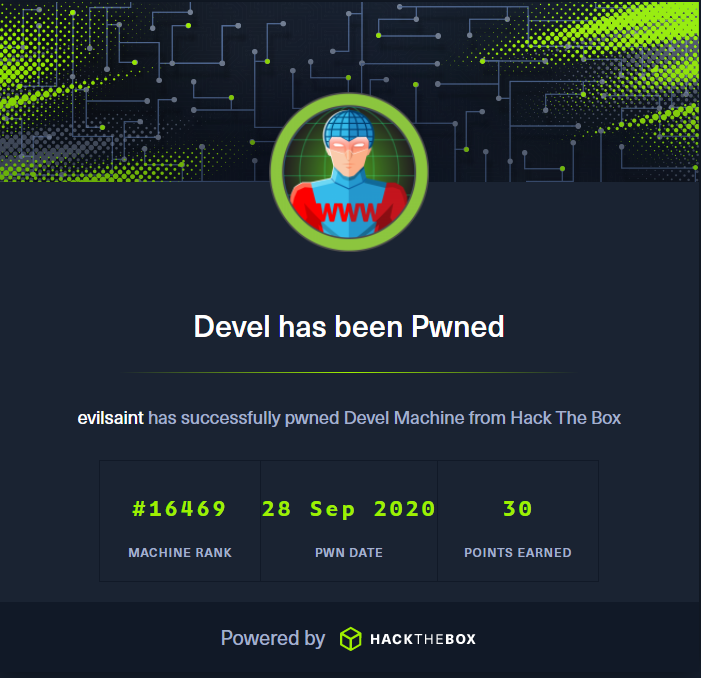 WWW
Devel has been Pwned
evilsaint has successfully pwned Devel Machine from Hack The Box
#16469 28 Sep 2020 30
MACHINE RANK PWN DATE POINTS EARNED
Powered by HACKTHEBOX